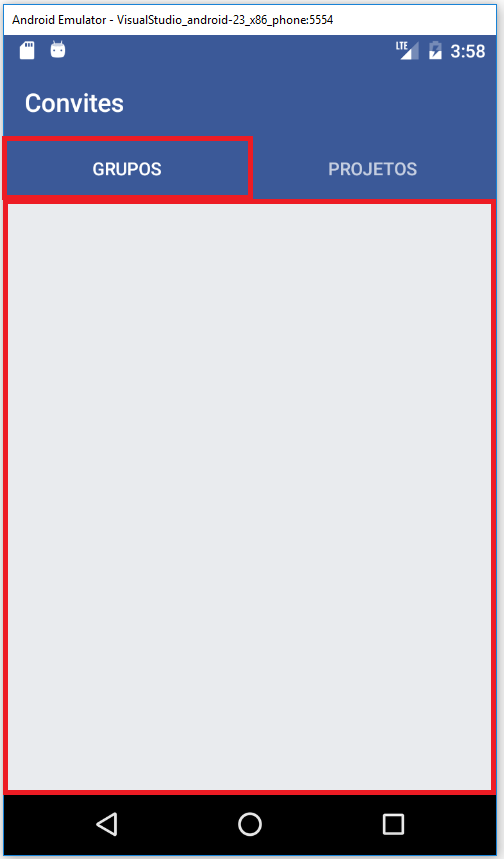 Android Emulator - VisualStudio_android-23_x86_phone:5554
LTE 3:58
Convites
GRUPOS PROJETOS